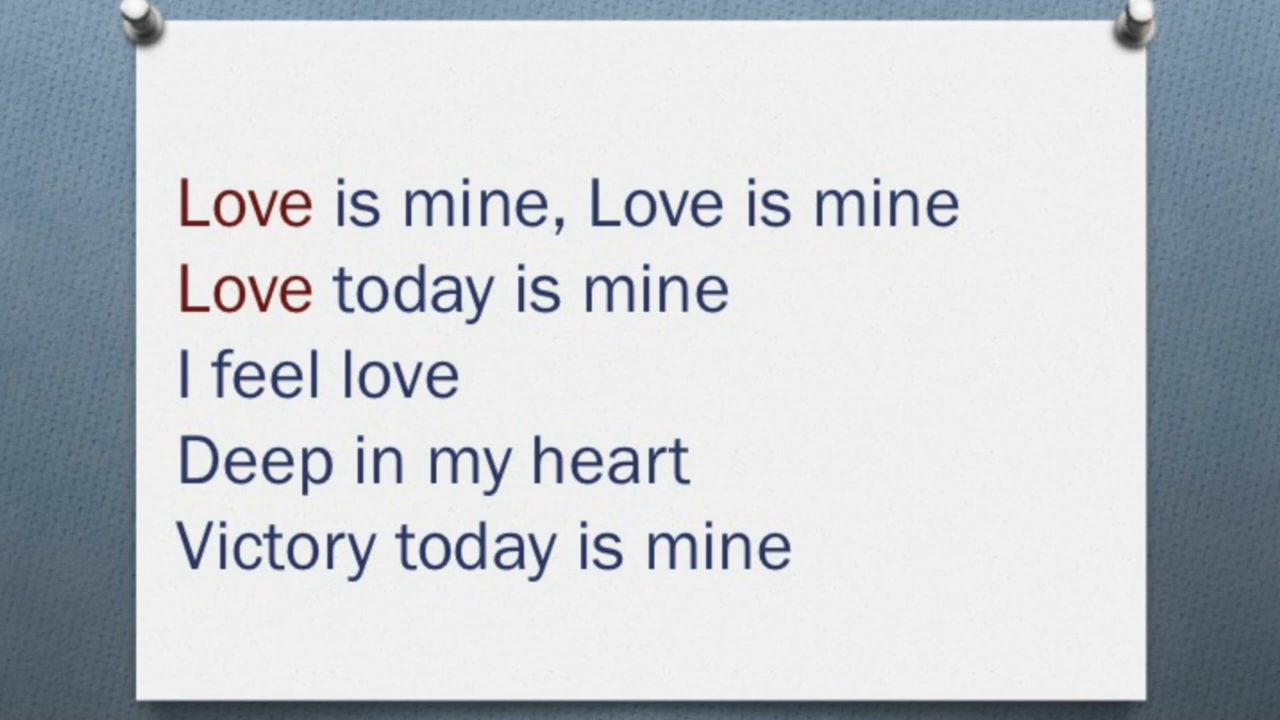 Love is mine, Love is mine
Love today is mine
I feel love
Deep in my heart
Victory today is mine